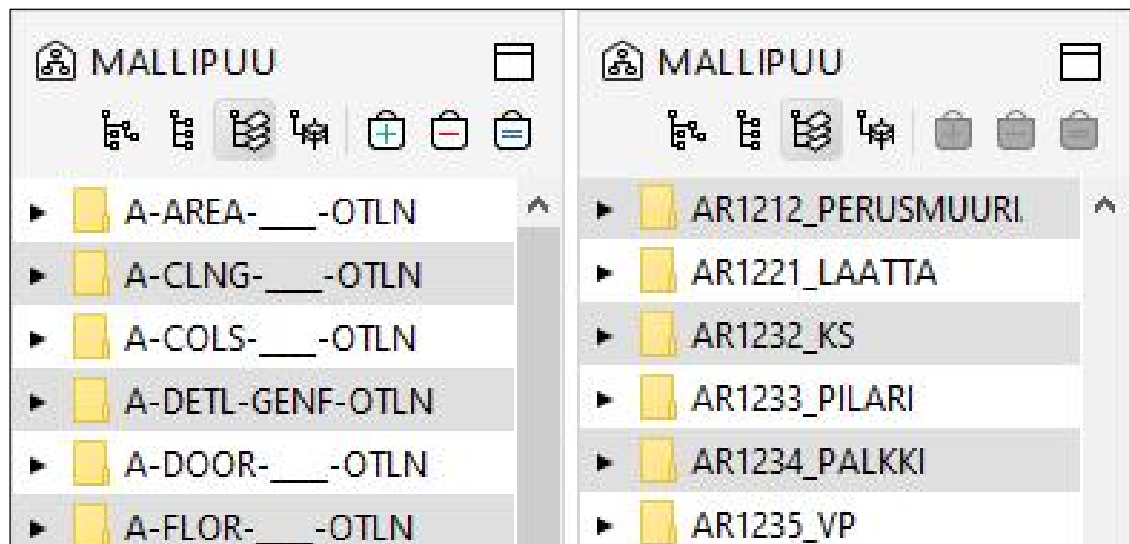 MALLIPUU
A-AREA-____-OTLN
A-CLNG-____-OTLN
A-COLS-____-OTLN
A-DETL-GENF-OTLN
A-DOOR-____-OTLN
A-FLOR-____-OTLN
MALLIPUU
AR1212_PERUSMUURI
AR1221_LAATTA
AR1232_KS
AR1233_PILARI
AR1234_PALKKI
AR1235_VP